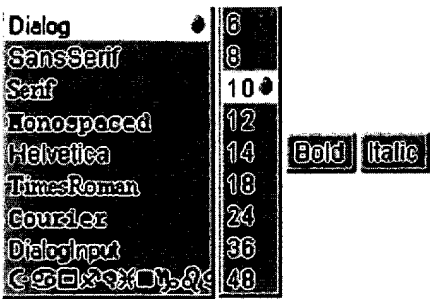 Dialog
SansSerif
Serif
Monospaced
Helvetica
TimesRoman
Courier
DialogInput
6
8
10
12
14
18
24
36
48
Bold
Italic